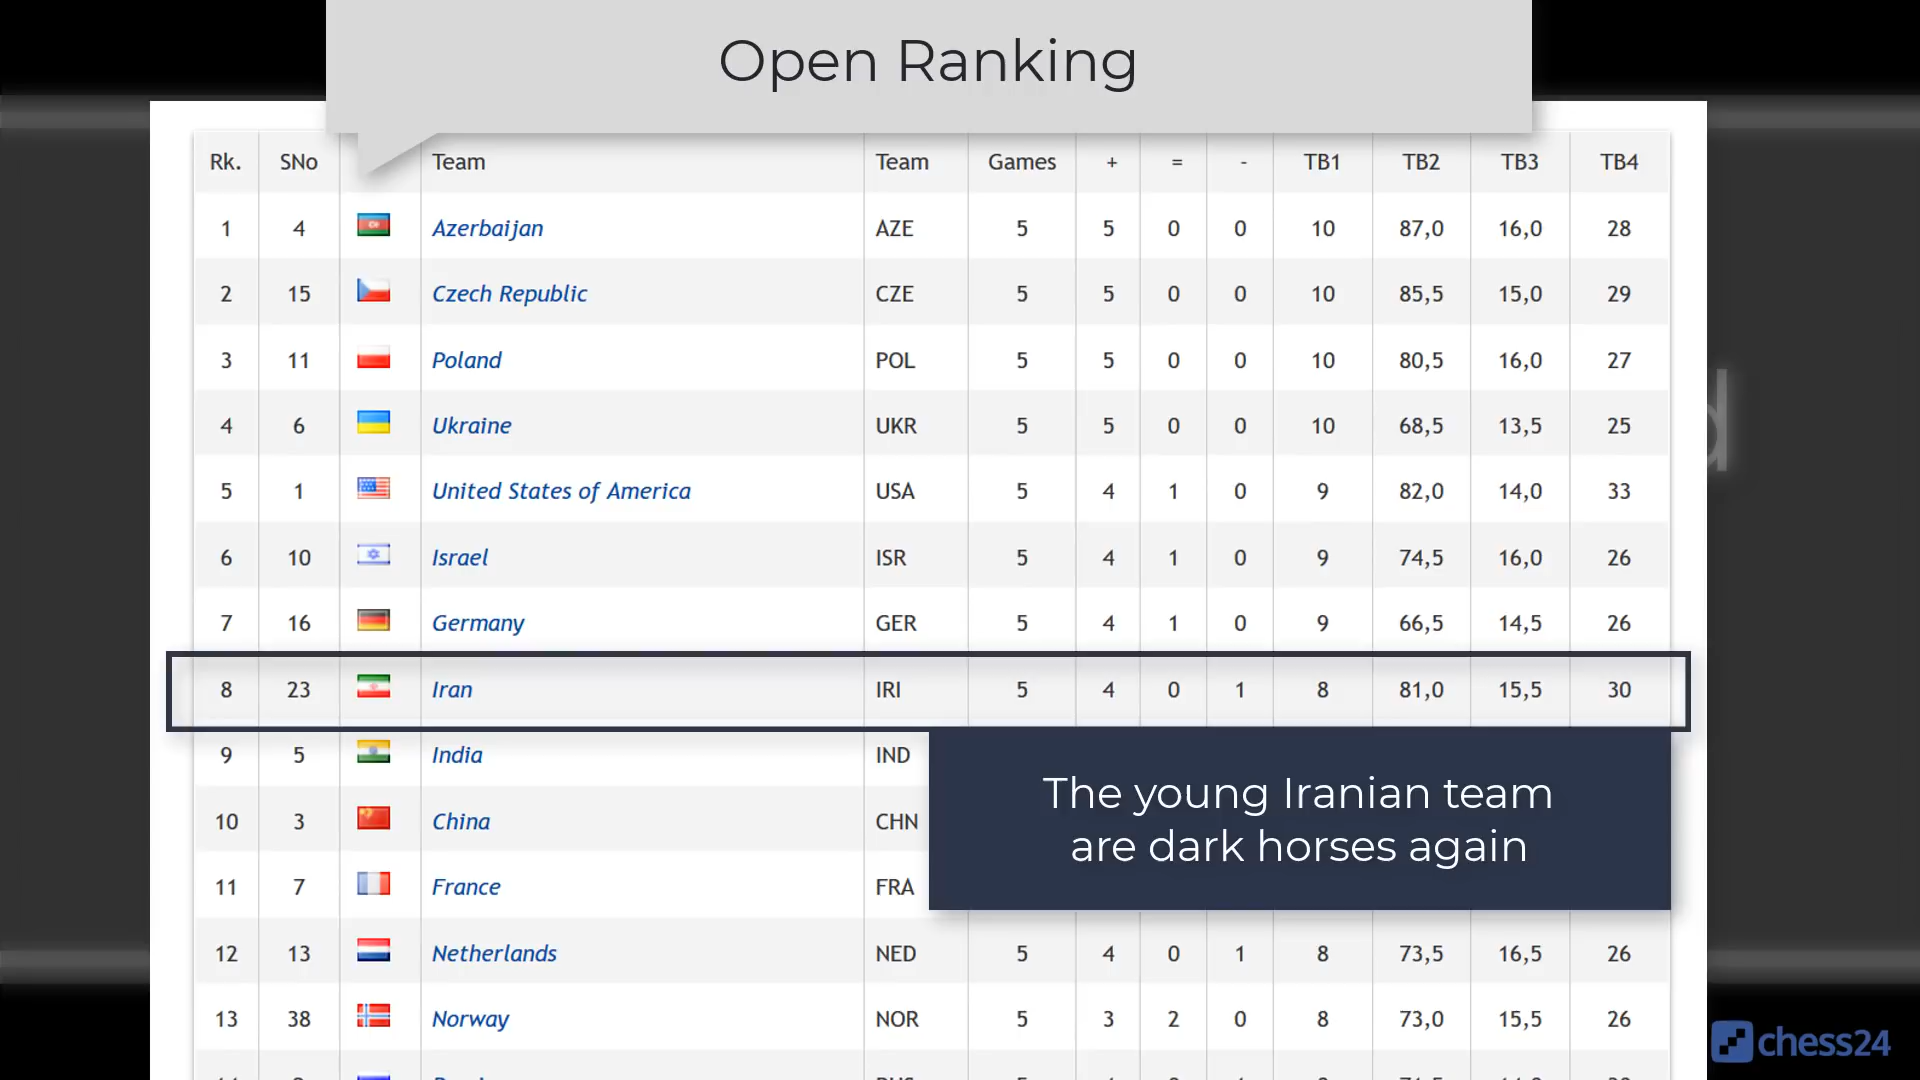 Open Ranking
Rk. SNo Team Team Games + = - TB1 TB2 TB3 TB4
1 4 Azerbaijan AZE 5 5 0 0 10 87,0 16,0 28
2 15 Czech Republic CZE 5 5 0 0 10 85,5 15,0 29
3 11 Poland POL 5 5 0 0 10 80,5 16,0 27
4 6 Ukraine UKR 5 5 0 0 10 68,5 13,5 25
5 1 United States of America USA 5 4 1 0 9 82,0 14,0 33
6 10 Israel ISR 5 4 1 0 9 74,5 16,0 26
7 16 Germany GER 5 4 1 0 9 66,5 14,5 26
8 23 Iran IRI 5 4 0 1 8 81,0 15,5 30
9 5 India IND
10 3 China CHN
11 7 France FRA
The young Iranian team
are dark horses again
12 13 Netherlands NED 5 4 0 1 8 73,5 16,5 26
13 38 Norway NOR 5 3 2 0 8 73,0 15,5 26
chess24